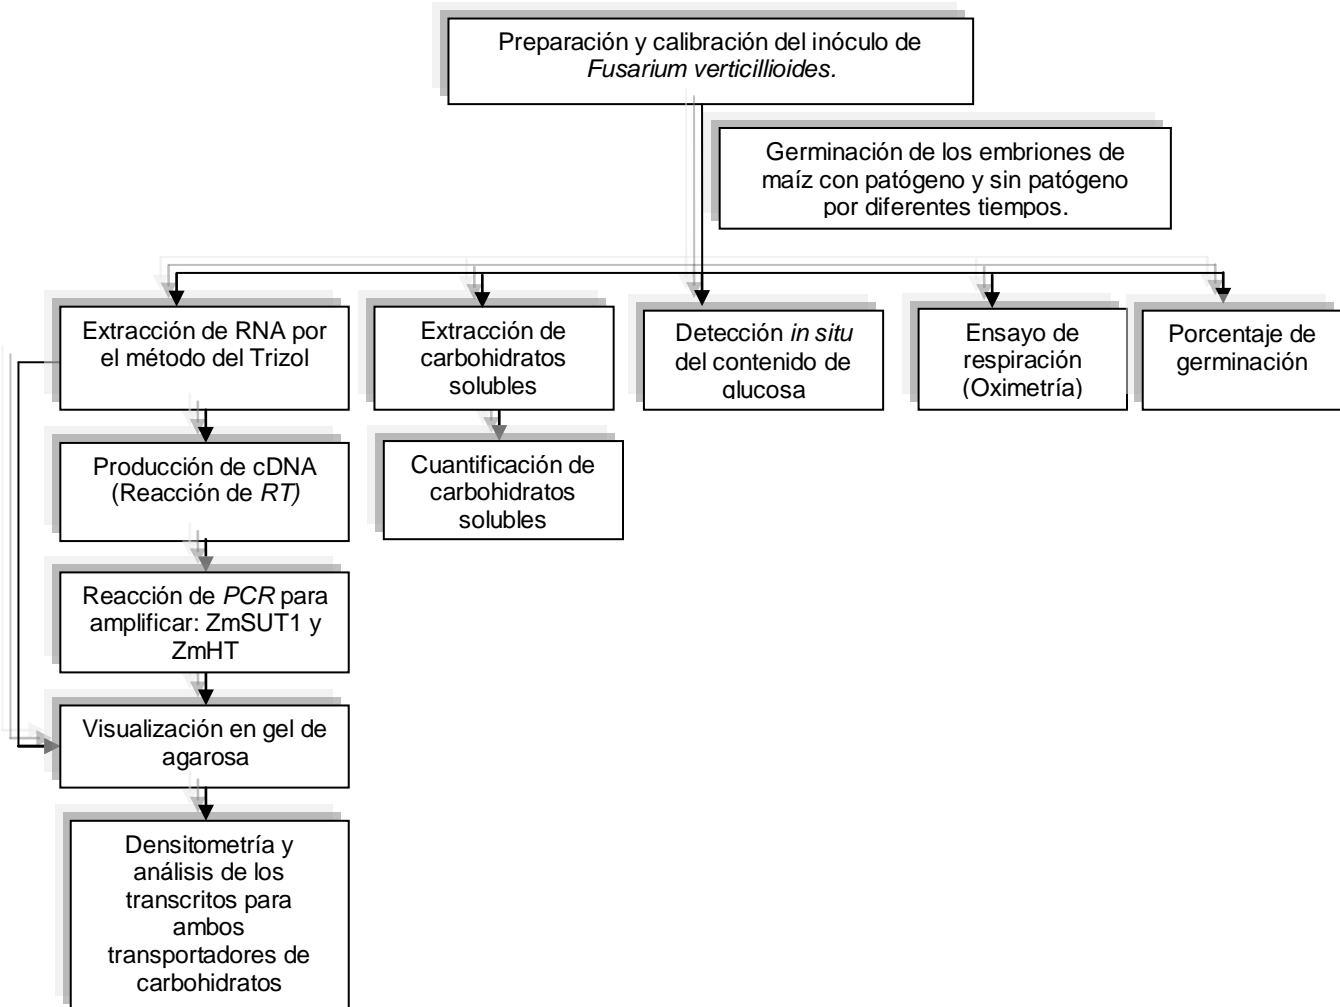 Preparación y calibración del inóculo de
Fusarium verticillioides.
Germinación de los embriones de
maíz con patógeno y sin patógeno
por diferentes tiempos.
Extracción de RNA por
el método del Trizol
Extracción de
carbohidratos
solubles
Detección in situ
del contenido de
glucosa
Ensayo de
respiración
(Oximetría)
Porcentaje de
germinación
Producción de cDNA
(Reacción de RT)
Cuantificación de
carbohidratos
solubles
Reacción de PCR para
amplificar: ZmSUT1 y
ZmHT
Visualización en gel de
agarosa
Densitometría y
análisis de los
transcritos para
ambos
transportadores de
carbohidratos